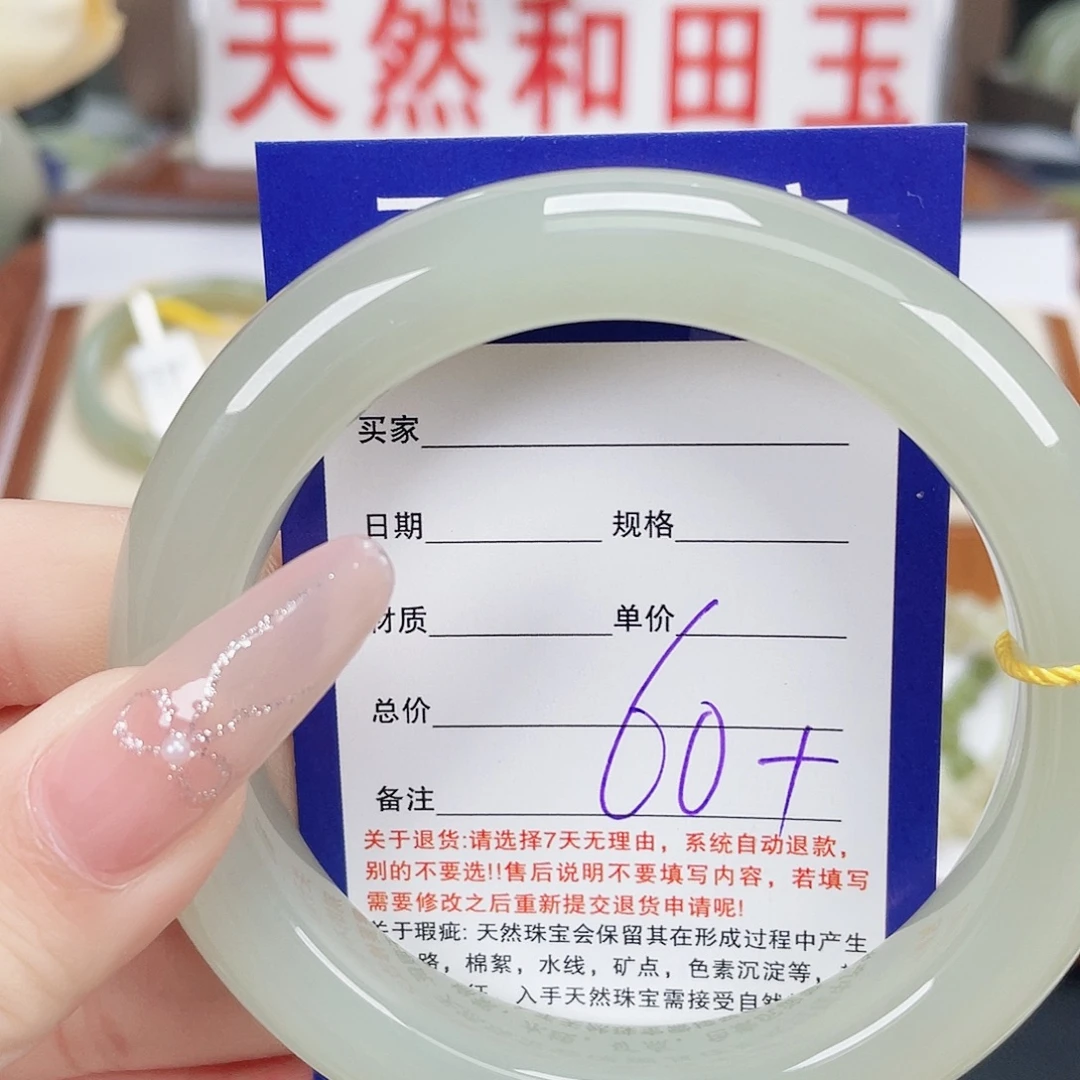 天然和田玉
买家
日期 规格
材质 单价
总价
60+
备注
关于退货:请选择7天无理由，系统自动退款，
别的不要选!!售后说明不要填写内容，若填写
需要修改之后重新提交退货申请呢!
关于瑕疵: 天然珠宝会保留其在形成过程中产生
路，棉絮，水线，矿点，色素沉淀等，
入手天然珠宝需接受自然